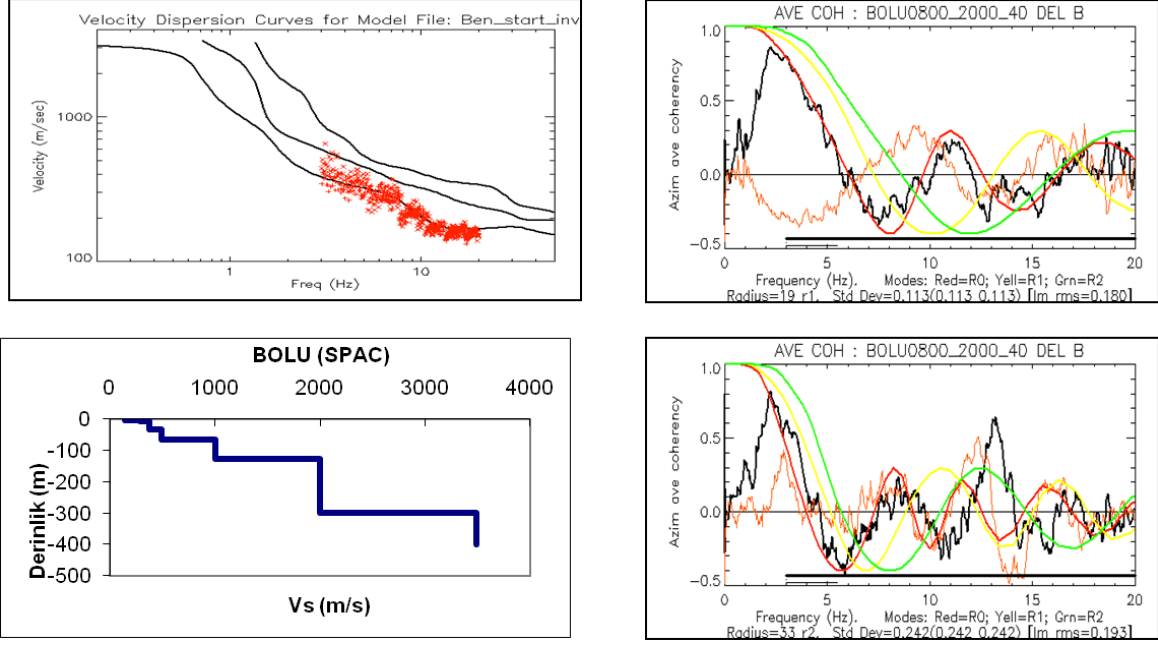 Velocity Dispersion Curves for Model File: Ben_start_inv
Velocity (m/sec)
1000
100
1
10
Freq (Hz)
AVE COH : BOLU0800_2000_40 DEL B
Azim ave coherency
1.0
0.5
0.0
-0.5
0
5
10
15
20
Frequency (Hz). Modes: Red=R0; Yell=R1; Grn=R2
Radius=19 r1. Std Dev=0.113(0.113 0.113) [Im rms=0.180]
BOLU (SPAC)
0
1000
2000
3000
4000
Derinlik (m)
0
-100
-200
-300
-400
-500
Vs (m/s)
AVE COH : BOLU0800_2000_40 DEL B
Azim ave coherency
1.0
0.5
0.0
-0.5
0
5
10
15
20
Frequency (Hz). Modes: Red=R0; Yell=R1; Grn=R2
Radius=33 r2. Std Dev=0.242(0.242 0.242) [Im rms=0.193]